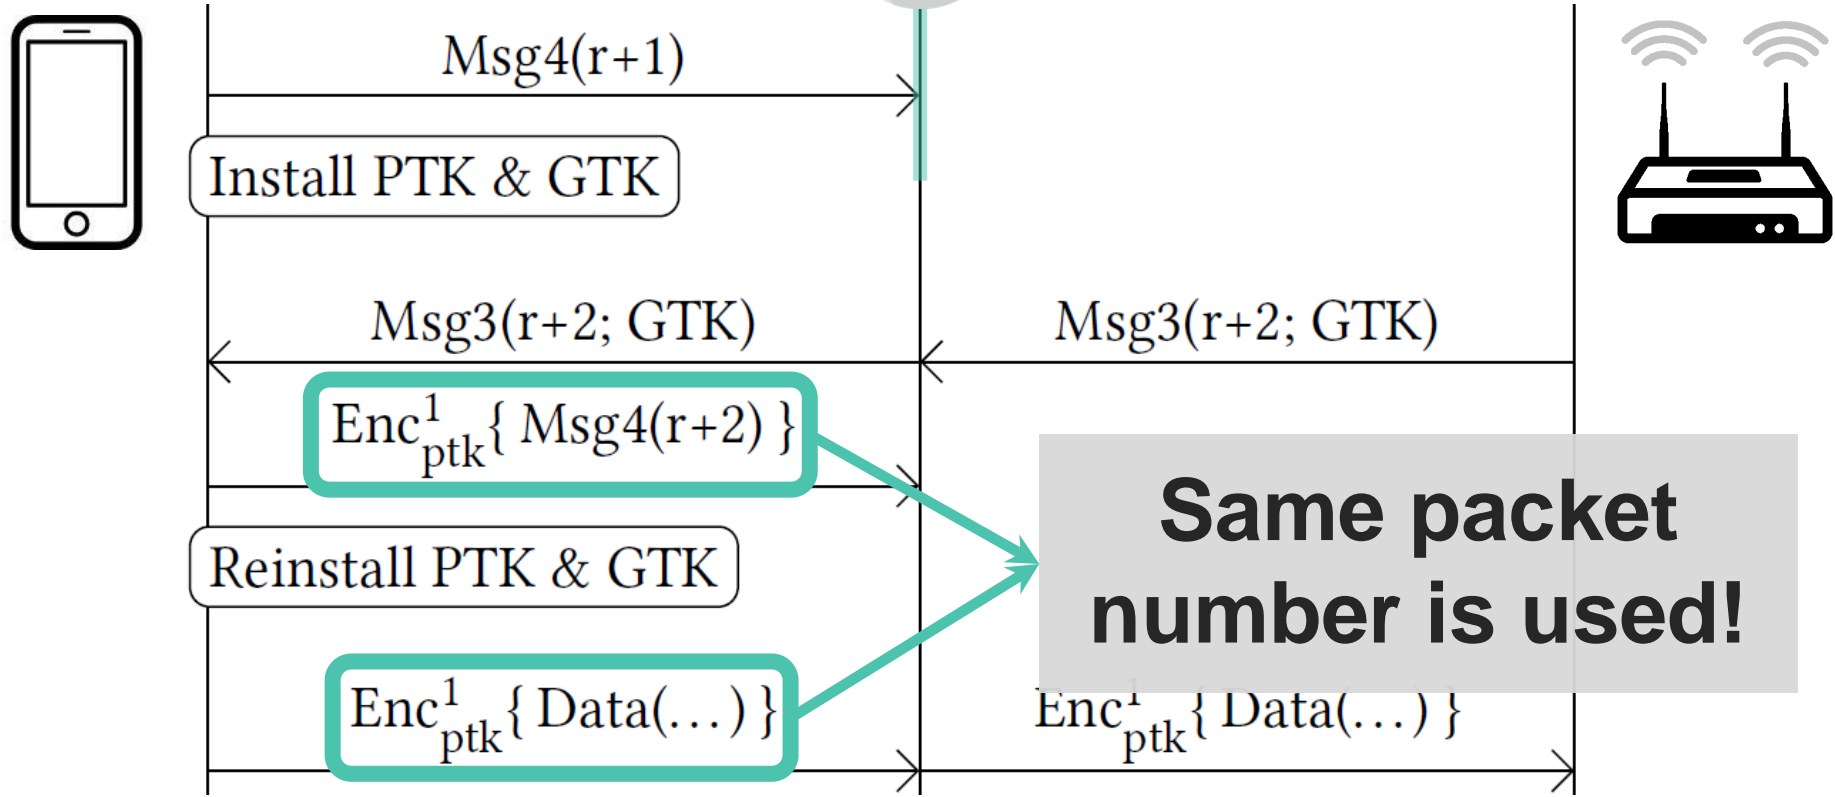 Msg4(r+1)
Install PTK & GTK
Msg3(r+2; GTK) Msg3(r+2; GTK)
Enc¹ptk{ Msg4(r+2) }
Same packet
number is used!
Reinstall PTK & GTK
Enc¹ptk{ Data(…) } Enc¹ptk{ Data(…) }